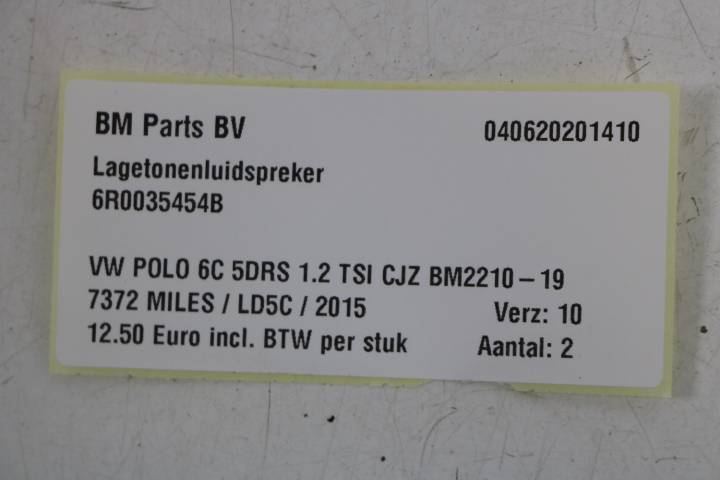 BM Parts BV 040620201410
Lagetonenluidspreker
6R0035454B
VW POLO 6C 5DRS 1.2 TSI CJZ BM2210-19
7372 MILES / LD5C / 2015 Verz: 10
12.50 Euro incl. BTW per stuk Aantal: 2